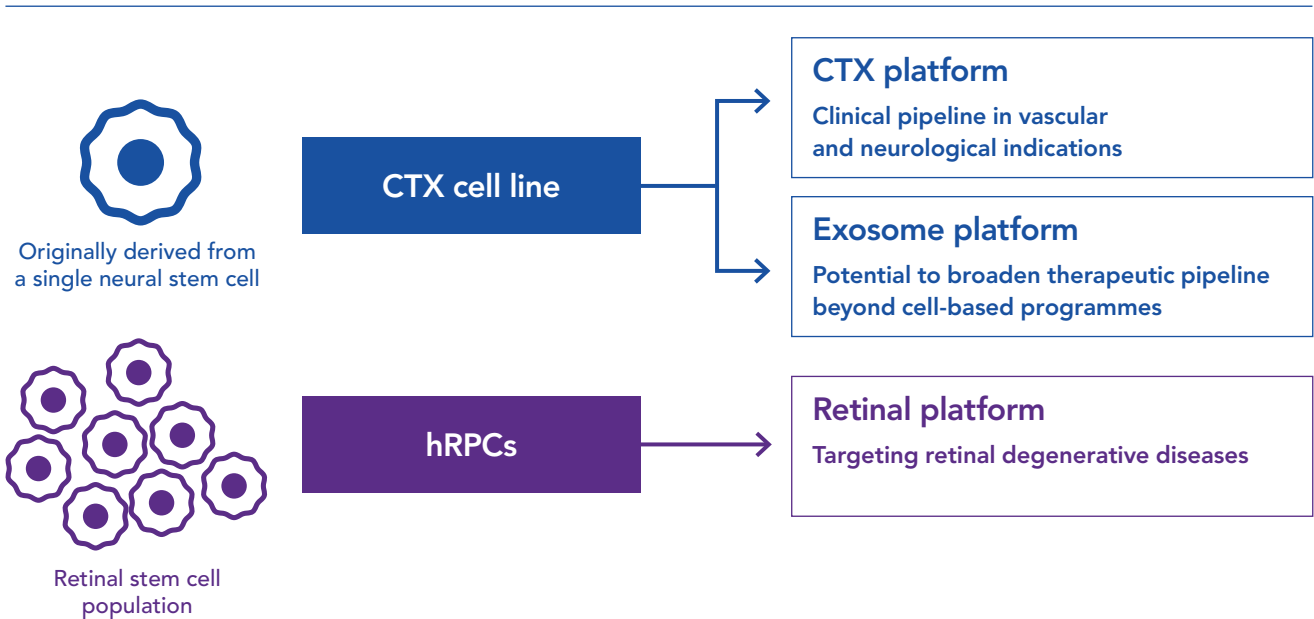 Originally derived from
a single neural stem cell
CTX cell line
CTX platform
Clinical pipeline in vascular
and neurological indications
Exosome platform
Potential to broaden therapeutic pipeline
beyond cell-based programmes
Retinal stem cell
population
hRPCs
Retinal platform
Targeting retinal degenerative diseases